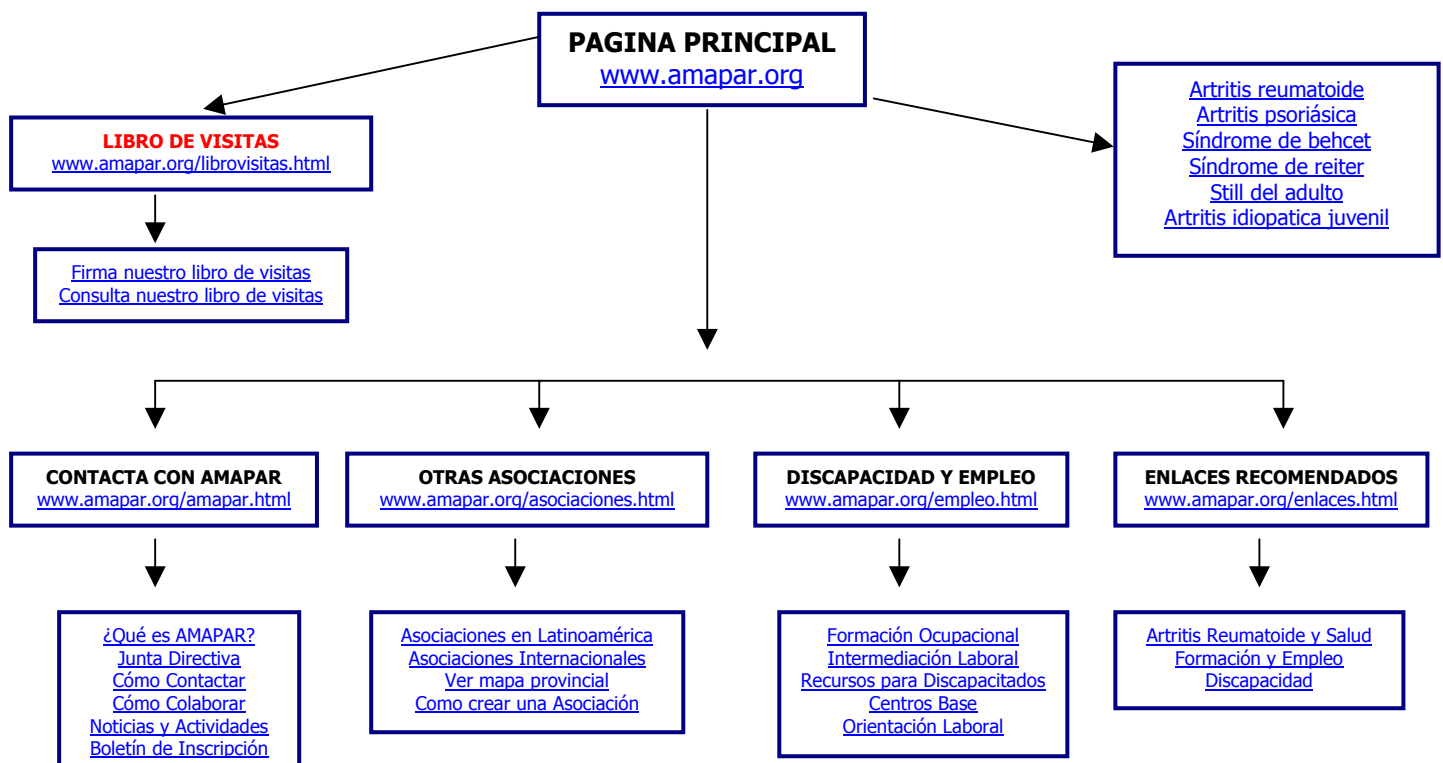 PAGINA PRINCIPAL
www.amapar.org
LIBRO DE VISITAS
www.amapar.org/librovisitas.html
Firma nuestro libro de visitas
Consulta nuestro libro de visitas
Artritis reumatoide
Artritis psoriásica
Síndrome de behcet
Síndrome de reiter
Still del adulto
Artritis idiopatica juvenil
CONTACTA CON AMAPAR
www.amapar.org/amapar.html
¿Qué es AMAPAR?
Junta Directiva
Cómo Contactar
Cómo Colaborar
Noticias y Actividades
Boletín de Inscripción
OTRAS ASOCIACIONES
www.amapar.org/asociaciones.html
Asociaciones en Latinoamérica
Asociaciones Internacionales
Ver mapa provincial
Como crear una Asociación
DISCAPACIDAD Y EMPLEO
www.amapar.org/empleo.html
Formación Ocupacional
Intermediación Laboral
Recursos para Discapacitados
Centros Base
Orientación Laboral
ENLACES RECOMENDADOS
www.amapar.org/enlaces.html
Artritis Reumatoide y Salud
Formación y Empleo
Discapacidad